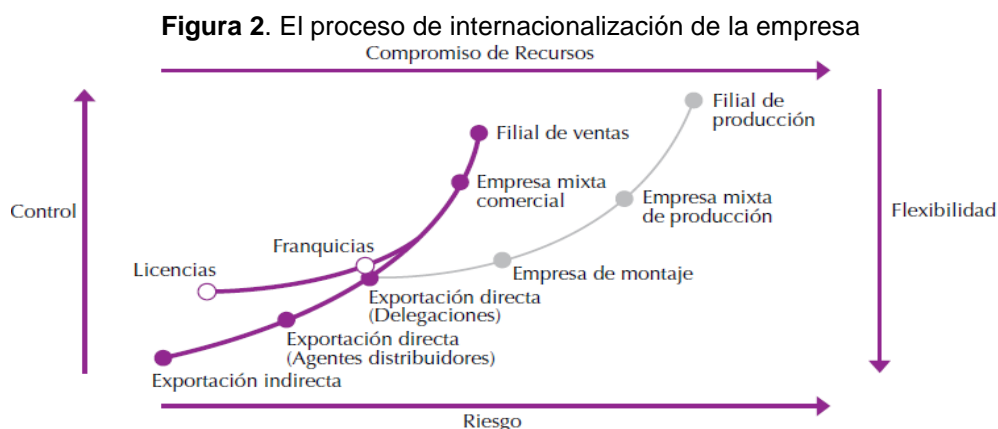 Figura 2. El proceso de internacionalización de la empresa
Compromiso de Recursos
Filial de
producción
Filial de ventas
Empresa mixta
comercial
Empresa mixta
de producción
Control
Flexibilidad
Franquicias
Licencias
Empresa de montaje
Exportación directa
(Delegaciones)
Exportación directa
(Agentes distribuidores)
Exportación indirecta
Riesgo